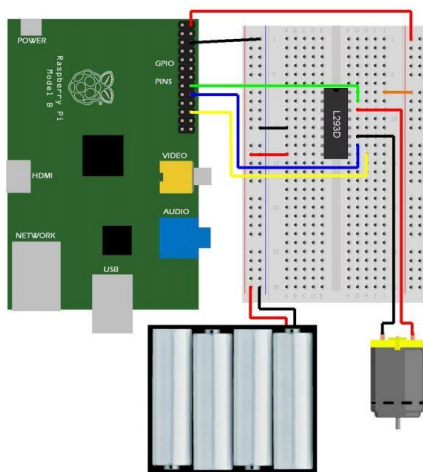 POWER
Raspberry Pi
Model B
GPIO
PINS
HDMI
VIDEO
AUDIO
NETWORK
USB
L293D